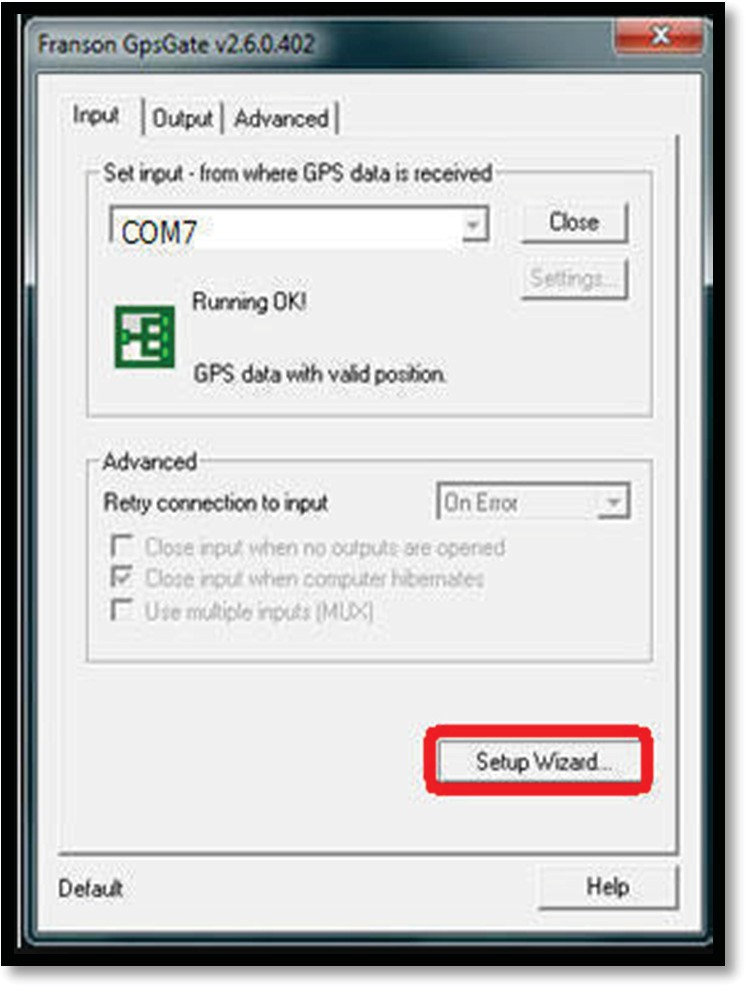 Franson GpsGate v2.6.0.402
Input Output Advanced
Set input - from where GPS data is received
COM7 Close
Settings...
Running OK!
GPS data with valid position.
Advanced
Retry connection to input On Error
Close input when no outputs are opened
Close input when computer hibernates
Use multiple inputs (MUX)
Setup Wizard...
Default Help